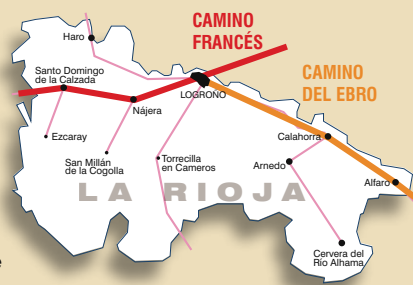 CAMINO
FRANCÉS
Haro
CAMINO
DEL EBRO
Santo Domingo
de la Calzada
LOGROÑO
Nájera
Calahorra
Ezcaray
San Millán
de la Cogolla
Torrecilla
en Cameros
Arnedo
Alfaro
LA RIOJA
Cervera del
Río Alhama
e